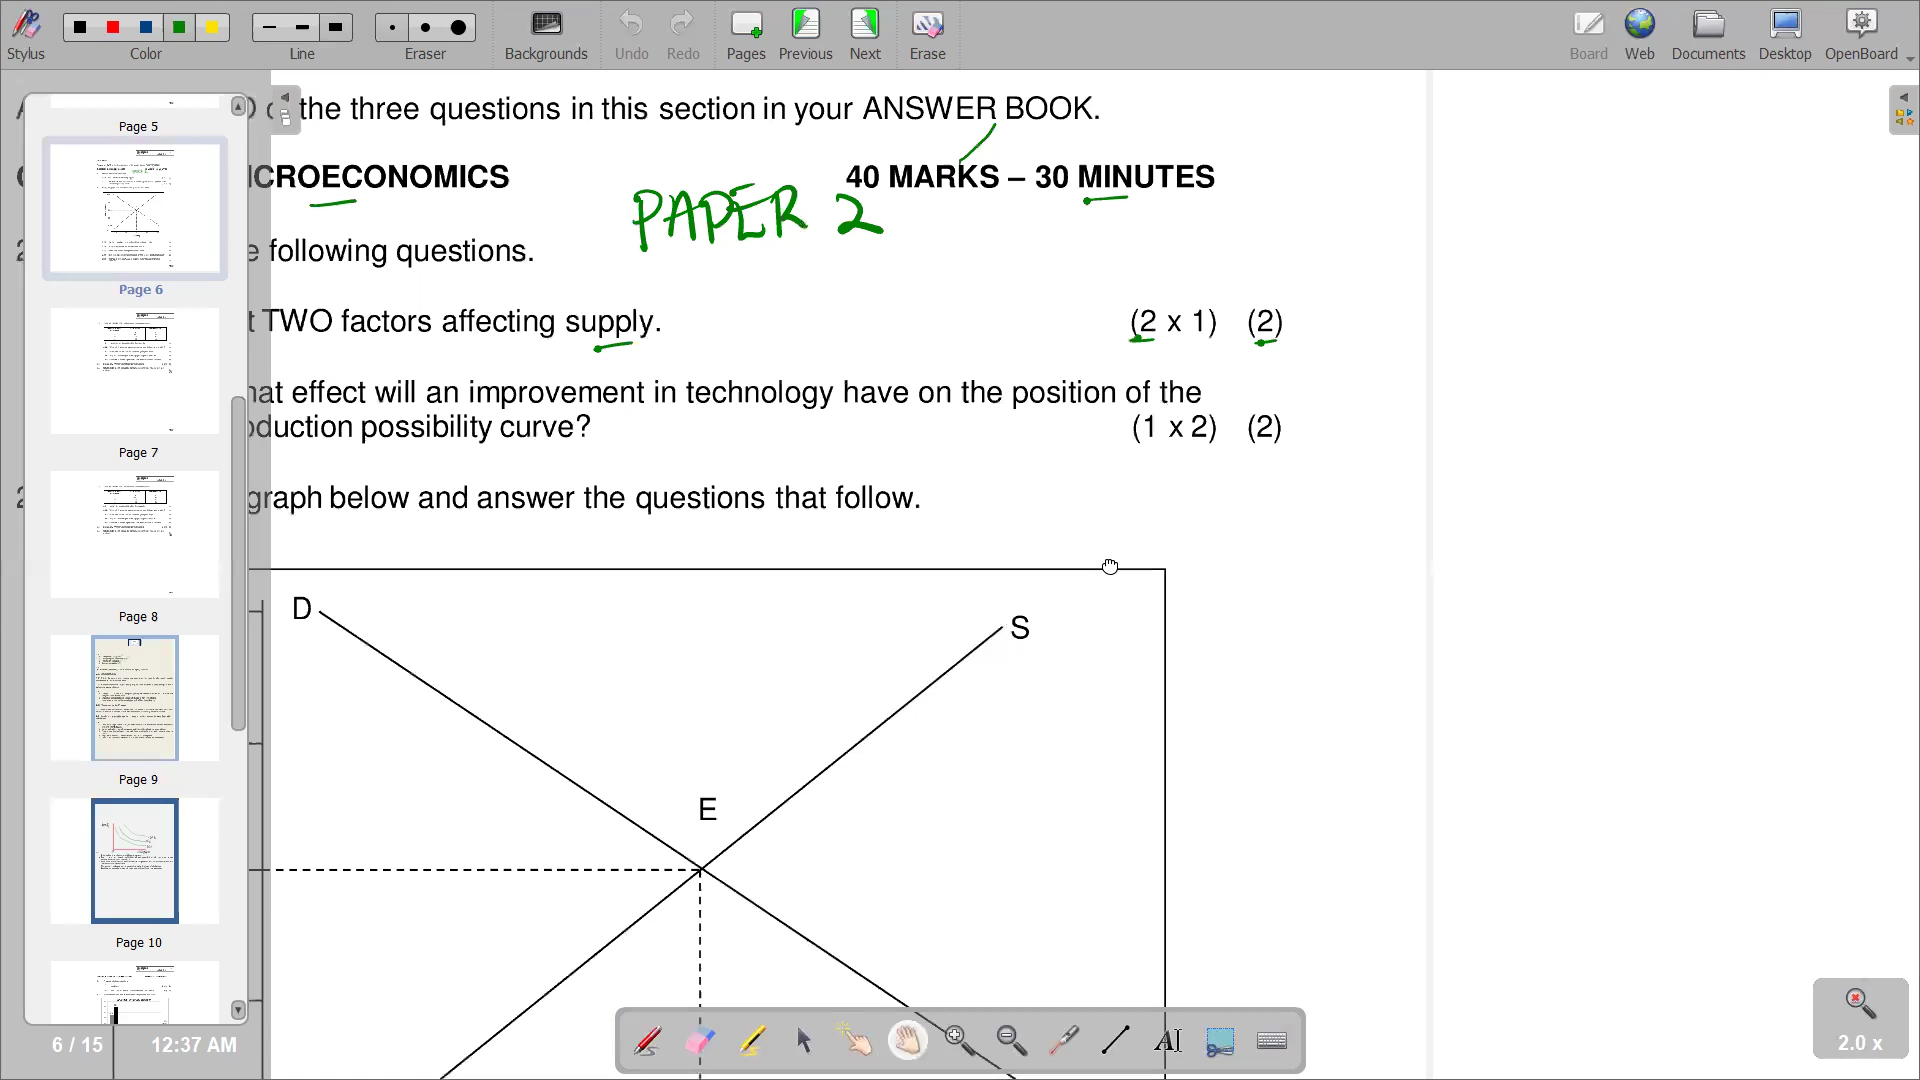 Stylus
Color
Line
Eraser
Backgrounds
Undo
Redo
Pages
Previous
Next
Erase
Board
Web
Documents
Desktop
OpenBoard
the three questions in this section in your ANSWER BOOK.
ICROECONOMICS 40 MARKS – 30 MINUTES
PAPER 2
e following questions.
t TWO factors affecting supply. (2 x 1) (2)
hat effect will an improvement in technology have on the position of the
oduction possibility curve? (1 x 2) (2)
graph below and answer the questions that follow.
D
S
E
Page 5
Page 6
Page 7
Page 8
Page 9
Page 10
6 / 15
12:37 AM
2.0 x